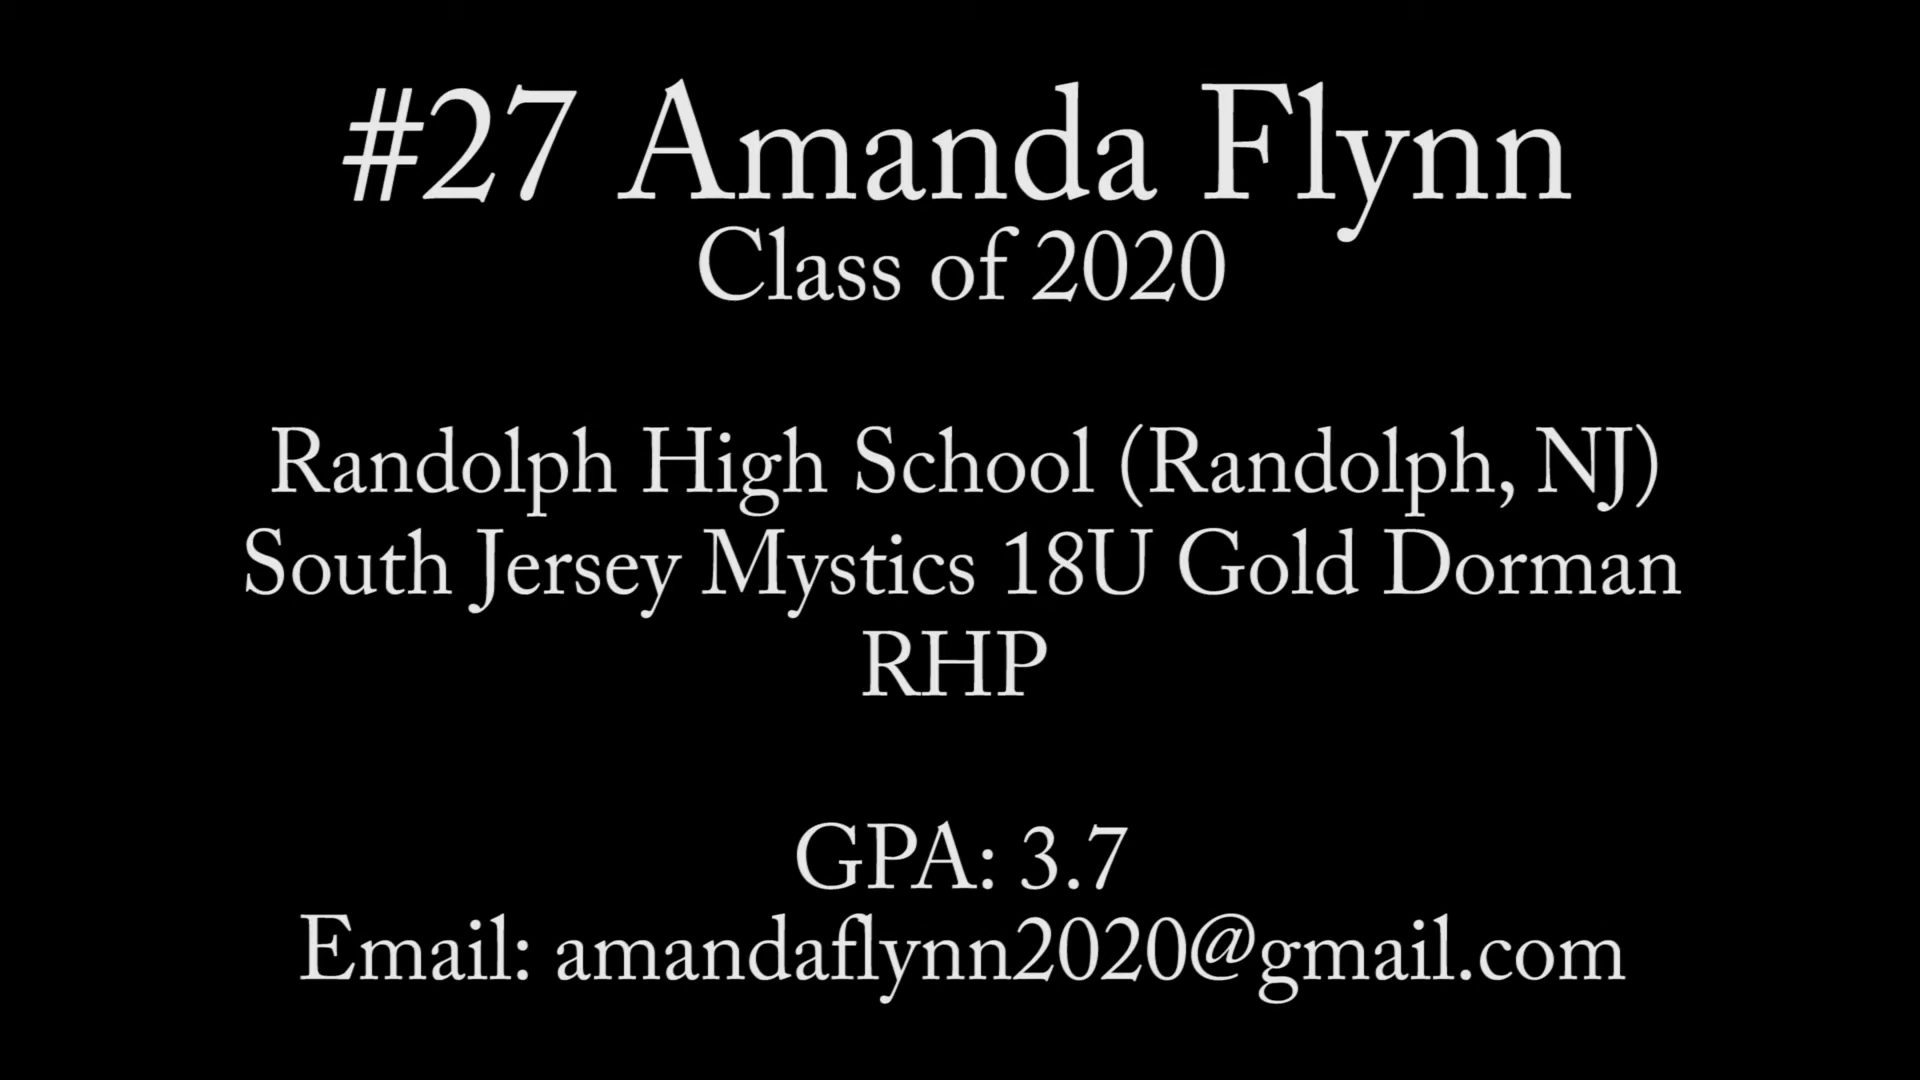 #27 Amanda Flynn
Class of 2020
Randolph High School (Randolph, NJ)
South Jersey Mystics 18U Gold Dorman
RHP
GPA: 3.7
Email: amandaflynn2020@gmail.com